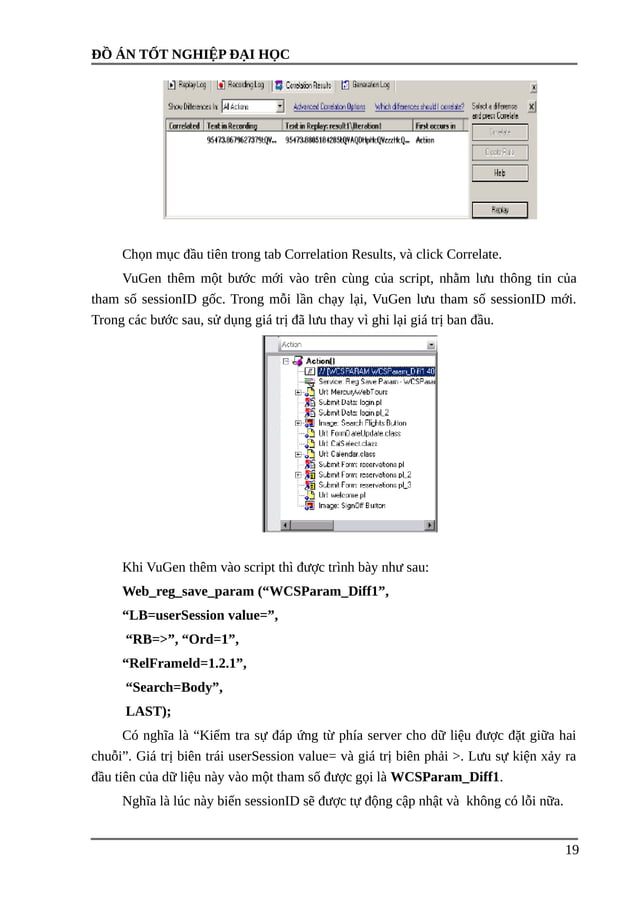 ĐỒ ÁN TỐT NGHIỆP ĐẠI HỌC
Replay Log Recording Log Correlation Results Generation Log
Show Differences In: All Actions Advanced Correlation Options Which differences should I correlate? Select a difference
and press Correlate
Correlated Text in Recording Text in Replay: result1\Iteration1 First occurs in Correlate
Action
Create Rule
Help
Replay
Chọn mục đầu tiên trong tab Correlation Results, và click Correlate.
VuGen thêm một bước mới vào trên cùng của script, nhằm lưu thông tin của
tham số sessionID gốc. Trong mỗi lần chạy lại, VuGen lưu tham số sessionID mới.
Trong các bước sau, sử dụng giá trị đã lưu thay vì ghi lại giá trị ban đầu.
Action
Action()
// [WCSPARAM WCSParam_Diff1 40
Service: Reg Save Param - WCSParam
Url: MercuryWebTours
Submit Data: login.pl
Submit Data: login.pl_2
Image: Search Flights Button
Url: FormDateUpdate.class
Url: CalSelect.class
Url: Calendar.class
Submit Form: reservations.pl
Submit Form: reservations.pl_2
Submit Form: reservations.pl_3
Url: welcome.pl
Image: SignOff Button
Khi VuGen thêm vào script thì được trình bày như sau:
Web_reg_save_param (“WCSParam_Diff1”,
“LB=userSession value=”,
“RB=>”, “Ord=1”,
“RelFrameld=1.2.1”,
“Search=Body”,
LAST);
Có nghĩa là “Kiểm tra sự đáp ứng từ phía server cho dữ liệu được đặt giữa hai
chuỗi”. Giá trị biên trái userSession value= và giá trị biên phải >. Lưu sự kiện xảy ra
đầu tiên của dữ liệu này vào một tham số được gọi là WCSParam_Diff1.
Nghĩa là lúc này biến sessionID sẽ được tự động cập nhật và không có lỗi nữa.
19